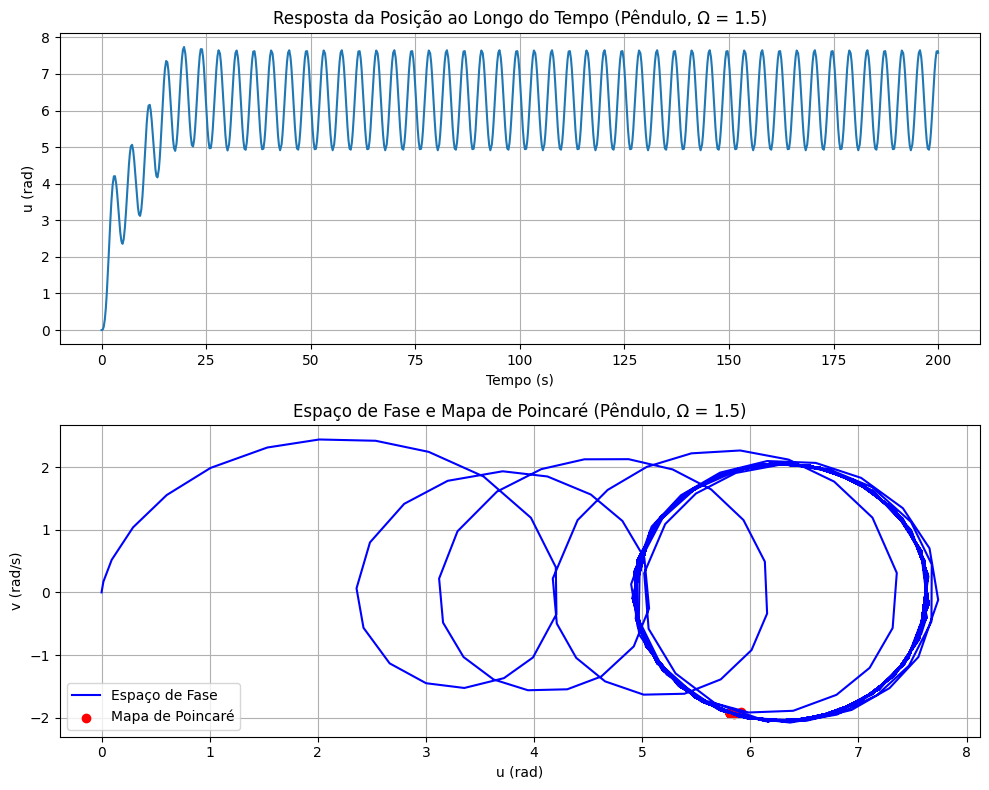 Resposta da Posição ao Longo do Tempo (Pêndulo, Ω = 1.5)
8
7
6
5
4
3
2
1
0
u (rad)
0 25 50 75 100 125 150 175 200
Tempo (s)
Espaço de Fase e Mapa de Poincaré (Pêndulo, Ω = 1.5)
2
1
0
−1
−2
v (rad/s)
Espaço de Fase
Mapa de Poincaré
0 1 2 3 4 5 6 7 8
u (rad)